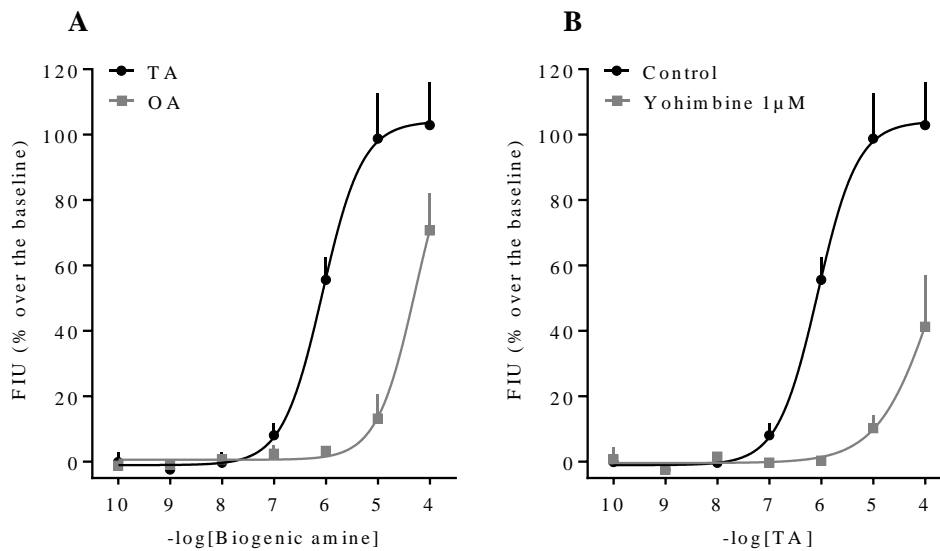 A
B
TA
OA
FIU (% over the baseline)
120
100
80
60
40
20
0
10 9 8 7 6 5 4
-log[Biogenic amine]
Control
Yohimbine 1µM
FIU (% over the baseline)
120
100
80
60
40
20
0
10 9 8 7 6 5 4
-log[TA]